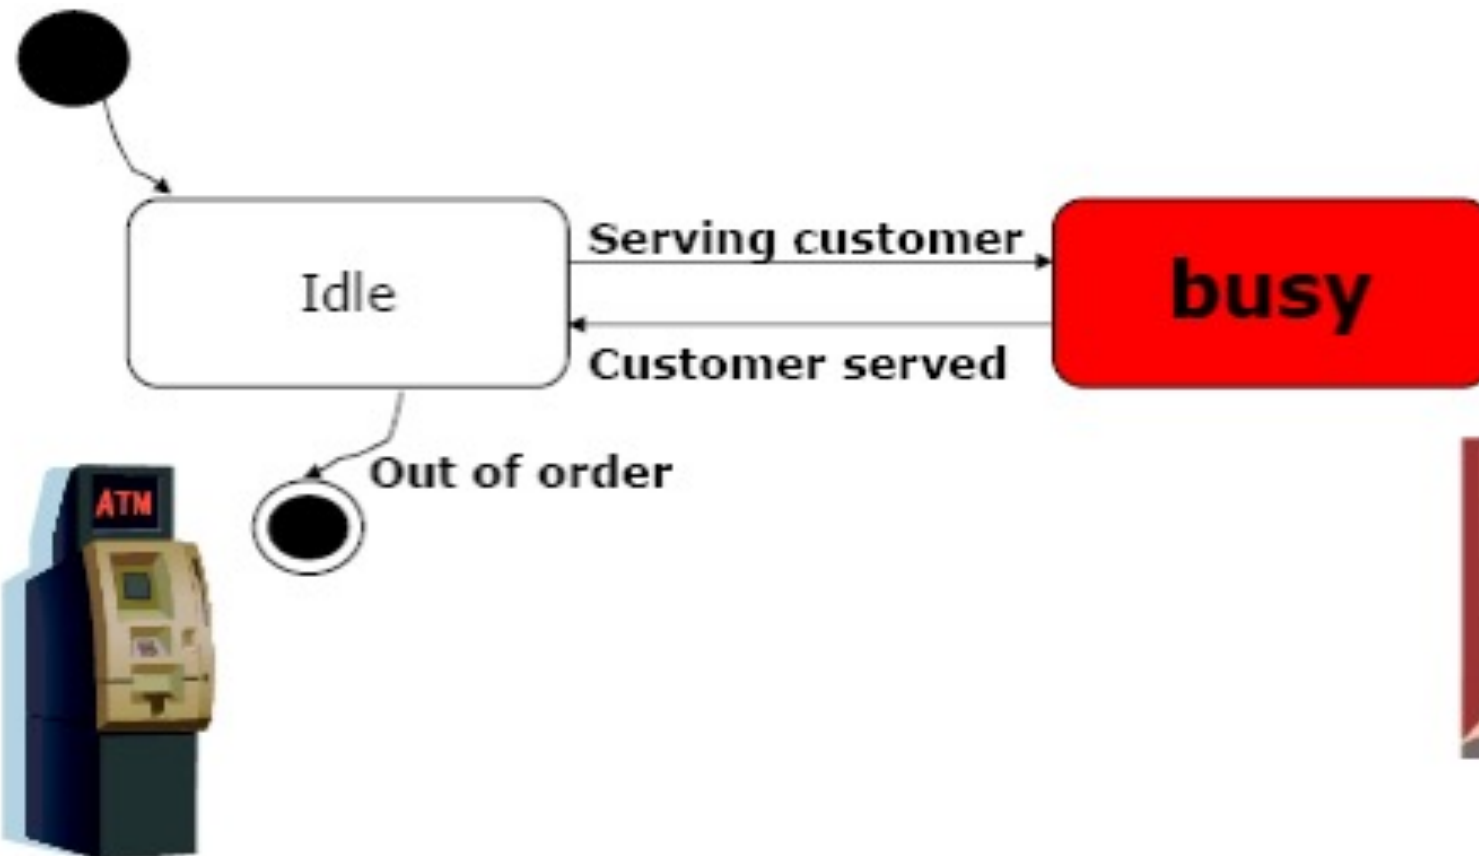 Serving customer
Idle
busy
Customer served
Out of order
ATM